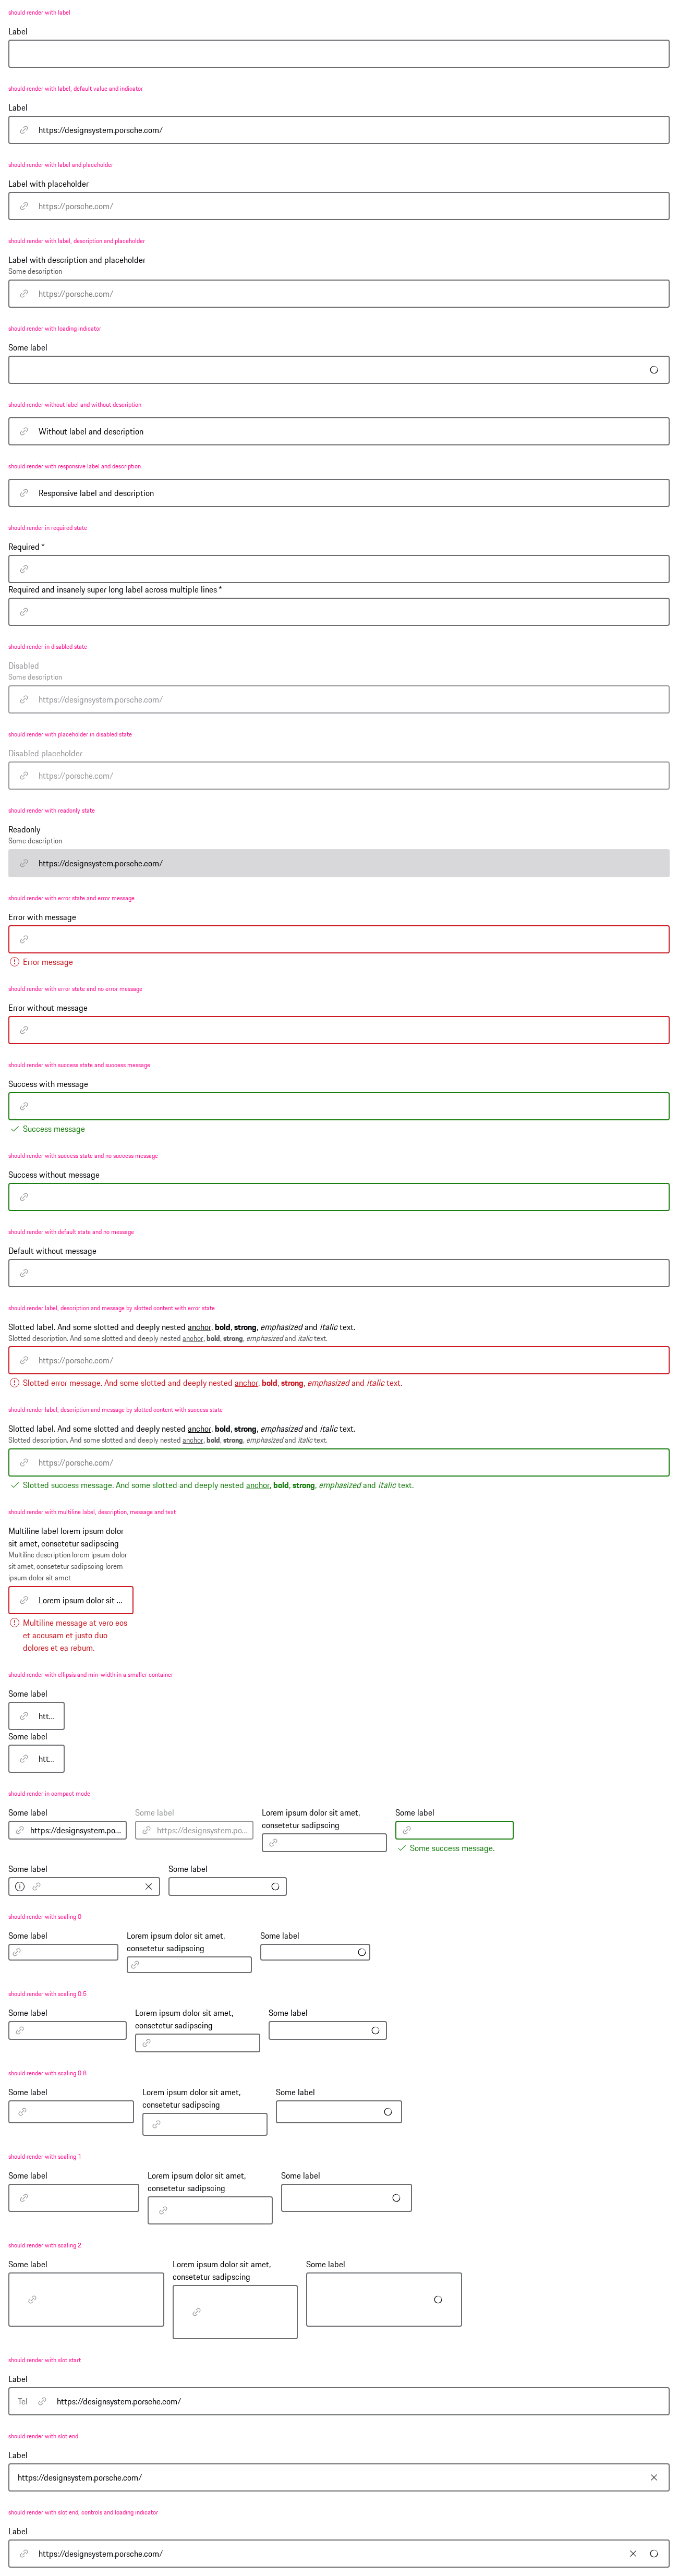 should render with label
Label
should render with label, default value and indicator
Label
https://designsystem.porsche.com/
should render with label and placeholder
Label with placeholder
https://porsche.com/
should render with label, description and placeholder
Label with description and placeholder
Some description
https://porsche.com/
should render with loading indicator
Some label
should render without label and without description
Without label and description
should render with responsive label and description
Responsive label and description
should render in required state
Required *
Required and insanely super long label across multiple lines *
should render in disabled state
Disabled
Some description
https://designsystem.porsche.com/
should render with placeholder in disabled state
Disabled placeholder
https://porsche.com/
should render with readonly state
Readonly
Some description
https://designsystem.porsche.com/
should render with error state and error message
Error with message
Error message
should render with error state and no error message
Error without message
should render with success state and success message
Success with message
Success message
should render with success state and no success message
Success without message
should render with default state and no message
Default without message
should render label, description and message by slotted content with error state
Slotted label. And some slotted and deeply nested anchor, bold, strong, emphasized and italic text.
Slotted description. And some slotted and deeply nested anchor, bold, strong, emphasized and italic text.
https://porsche.com/
Slotted error message. And some slotted and deeply nested anchor, bold, strong, emphasized and italic text.
should render label, description and message by slotted content with success state
Slotted label. And some slotted and deeply nested anchor, bold, strong, emphasized and italic text.
Slotted description. And some slotted and deeply nested anchor, bold, strong, emphasized and italic text.
https://porsche.com/
Slotted success message. And some slotted and deeply nested anchor, bold, strong, emphasized and italic text.
should render with multiline label, description, message and text
Multiline label lorem ipsum dolor
sit amet, consetetur sadipscing
Multiline description lorem ipsum dolor
sit amet, consetetur sadipscing lorem
ipsum dolor sit amet
Lorem ipsum dolor sit ...
Multiline message at vero eos
et accusam et justo duo
dolores et ea rebum.
should render with ellipsis and min-width in a smaller container
Some label
htt...
Some label
htt...
should render in compact mode
Some label
https://designsystem.po...
Some label
https://designsystem.po...
Lorem ipsum dolor sit amet,
consetetur sadipscing
Some label
Some success message.
Some label
Some label
should render with scaling 0
Some label
Lorem ipsum dolor sit amet,
consetetur sadipscing
Some label
should render with scaling 0.5
Some label
Lorem ipsum dolor sit amet,
consetetur sadipscing
Some label
should render with scaling 0.8
Some label
Lorem ipsum dolor sit amet,
consetetur sadipscing
Some label
should render with scaling 1
Some label
Lorem ipsum dolor sit amet,
consetetur sadipscing
Some label
should render with scaling 2
Some label
Lorem ipsum dolor sit amet,
consetetur sadipscing
Some label
should render with slot start
Label
Tel https://designsystem.porsche.com/
should render with slot end
Label
https://designsystem.porsche.com/
should render with slot end, controls and loading indicator
Label
https://designsystem.porsche.com/